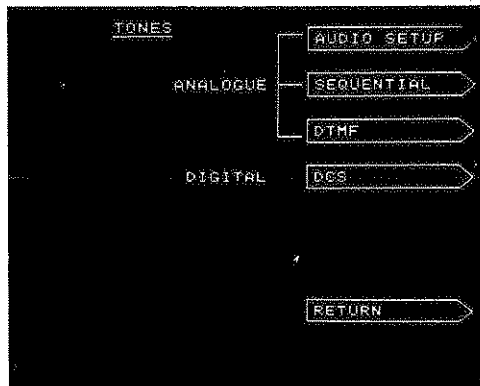 TONES
AUDIO SETUP
ANALOGUE
SEQUENTIAL
DTMF
DIGITAL
DCS
RETURN